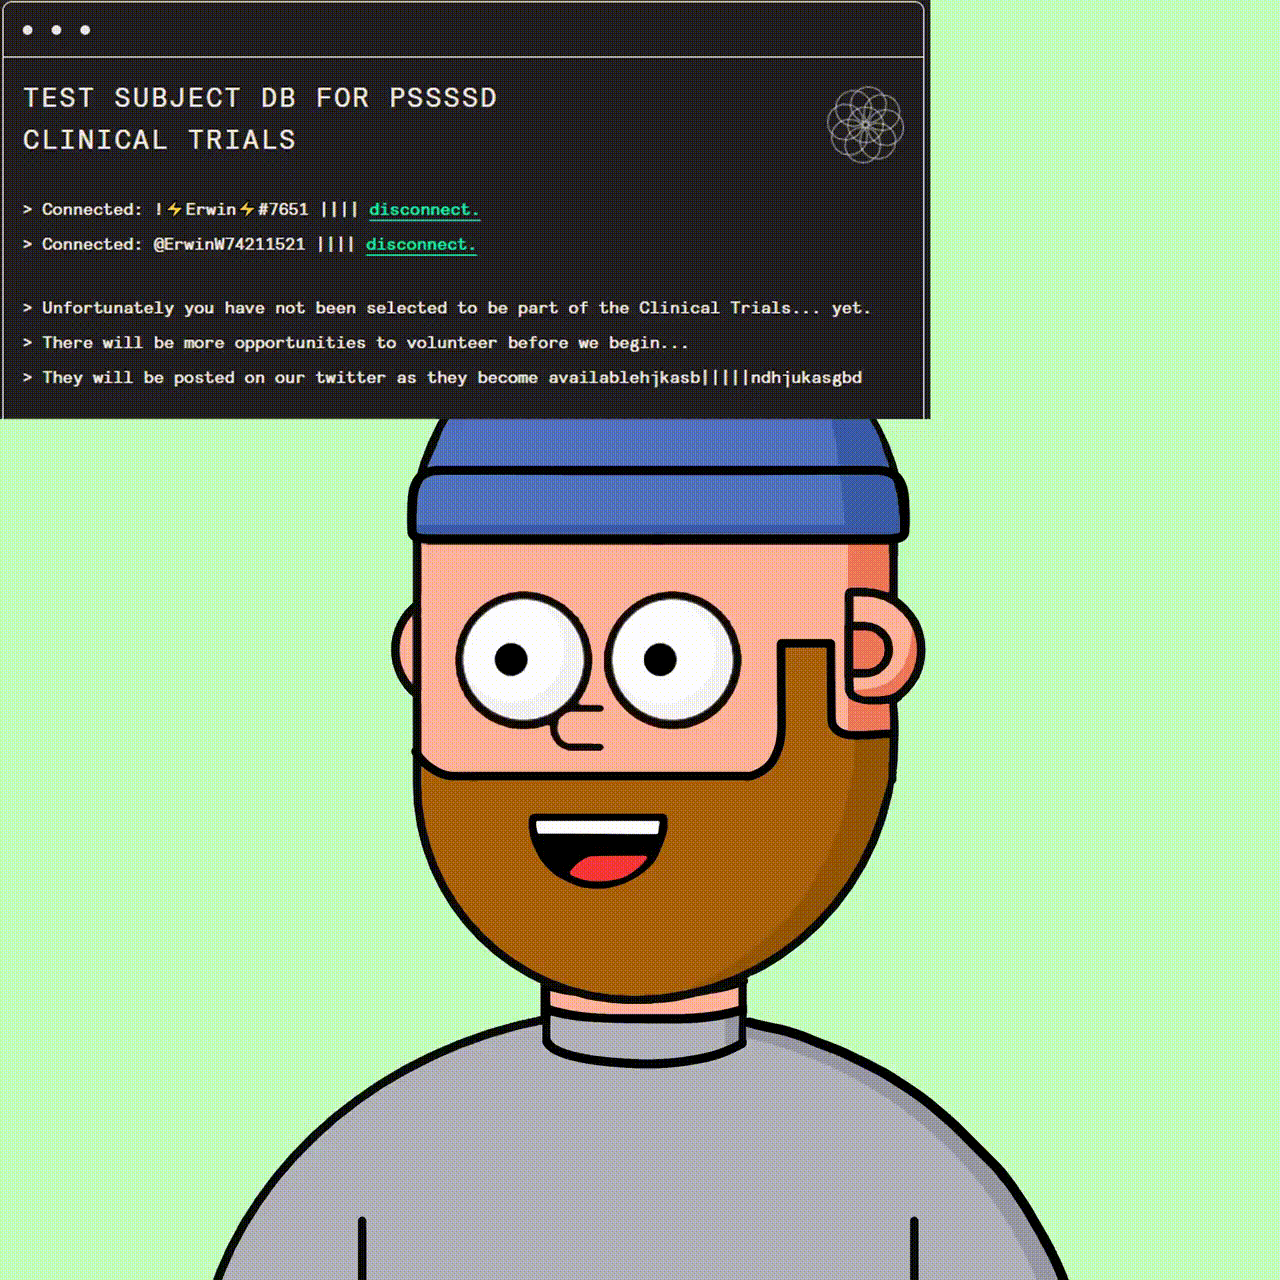 TEST SUBJECT DB FOR PSSSSD
CLINICAL TRIALS
> Connected: !⚡Erwin⚡#7651 |||| disconnect.
> Connected: @ErwinW74211521 |||| disconnect.
> Unfortunately you have not been selected to be part of the Clinical Trials... yet.
> There will be more opportunities to volunteer before we begin...
> They will be posted on our twitter as they become availablehjkasb|||||ndhjukasgbd